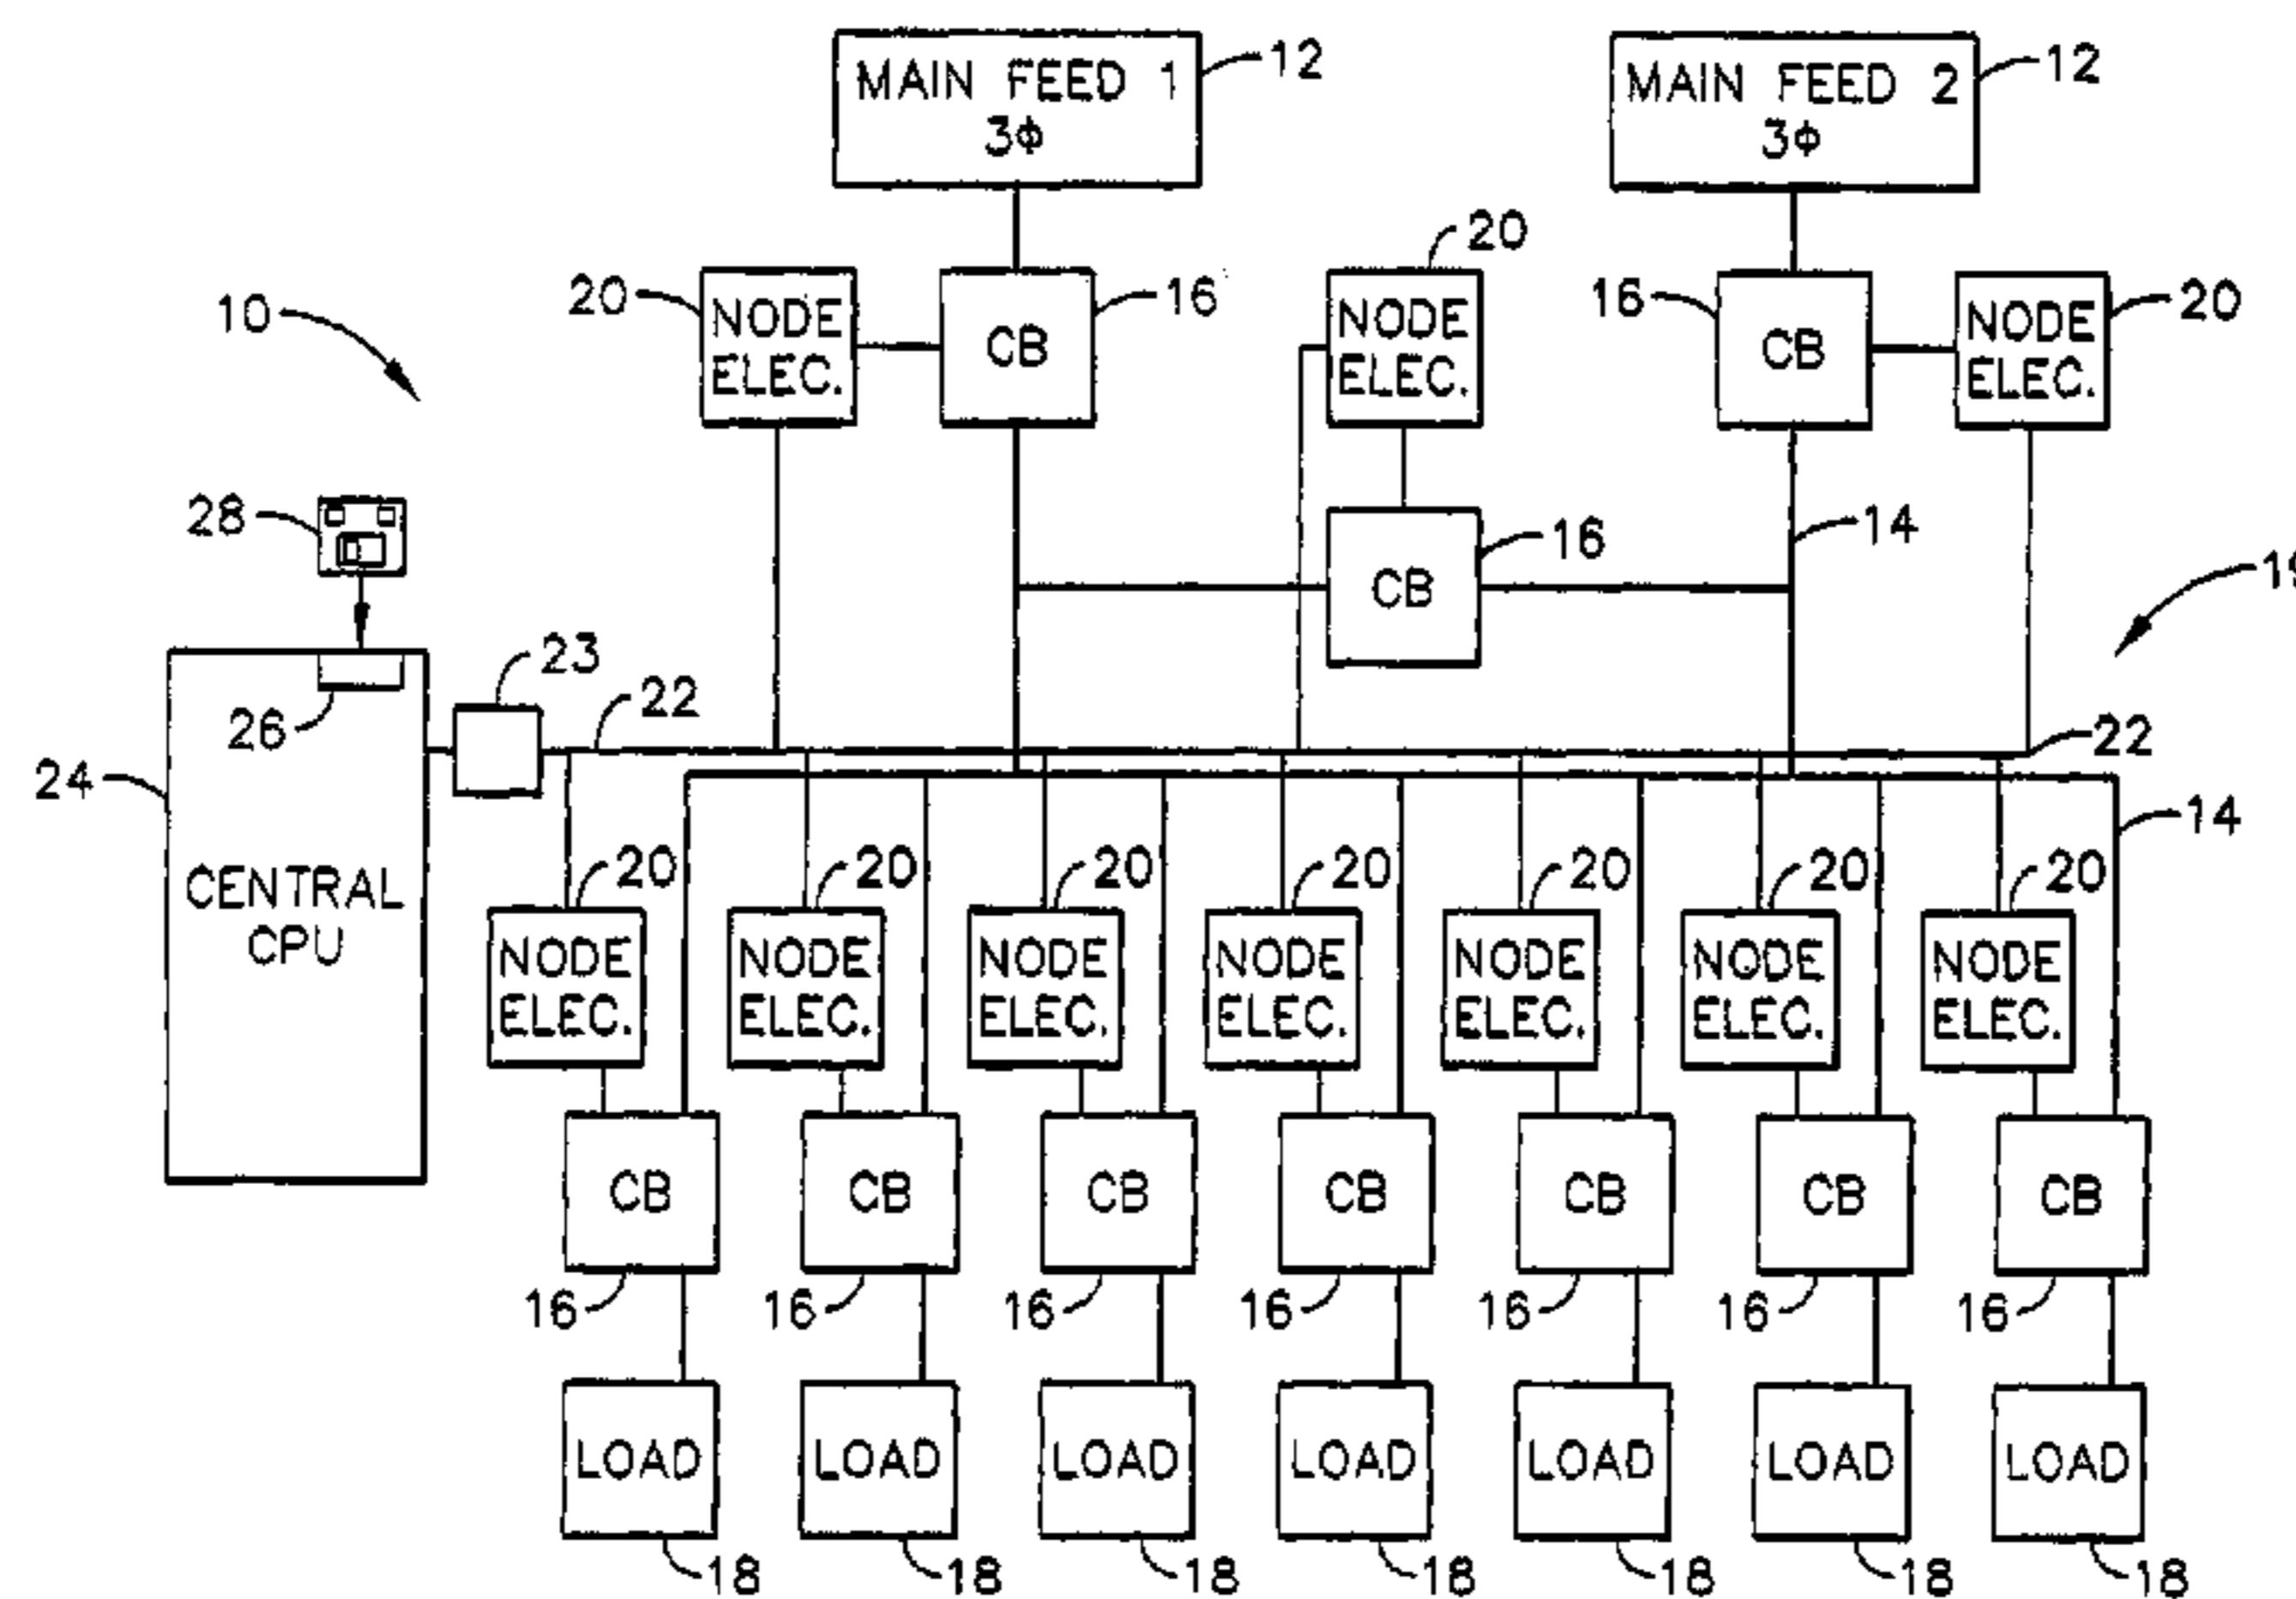 MAIN FEED 1
3Φ
12
MAIN FEED 2
3Φ
12
10
20
NODE
ELEC.
CB
16
20
NODE
ELEC.
16
CB
NODE
ELEC.
20
28
CB
16
14
23
26
22
22
24
CENTRAL
CPU
14
20
20
20
20
20
20
20
NODE
ELEC.
NODE
ELEC.
NODE
ELEC.
NODE
ELEC.
NODE
ELEC.
NODE
ELEC.
NODE
ELEC.
CB
CB
CB
CB
CB
CB
CB
16
16
16
16
16
16
16
LOAD
LOAD
LOAD
LOAD
LOAD
LOAD
LOAD
18
18
18
18
18
18
18